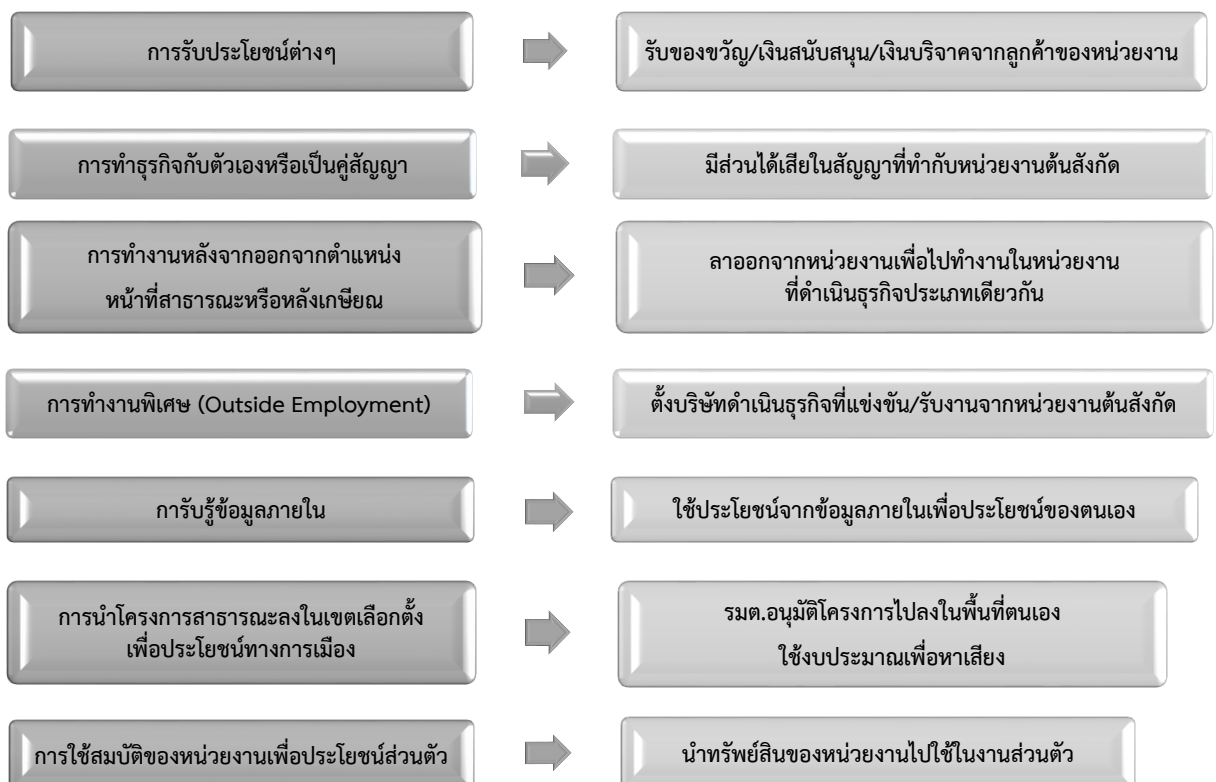 การรับประโยชน์ต่างๆ
รับของขวัญ/เงินสนับสนุน/เงินบริจาคจากลูกค้าของหน่วยงาน
การทำธุรกิจกับตัวเองหรือเป็นคู่สัญญา
มีส่วนได้เสียในสัญญาที่ทำกับหน่วยงานต้นสังกัด
การทำงานหลังจากออกจากตำแหน่ง
หน้าที่สาธารณะหรือหลังเกษียณ
ลาออกจากหน่วยงานเพื่อไปทำงานในหน่วยงาน
ที่ดำเนินธุรกิจประเภทเดียวกัน
การทำงานพิเศษ (Outside Employment)
ตั้งบริษัทดำเนินธุรกิจที่แข่งขัน/รับงานจากหน่วยงานต้นสังกัด
การับรู้ข้อมูลภายใน
ใช้ประโยชน์จากข้อมูลภายในเพื่อประโยชน์ของตนเอง
การนำโครงการสาธารณะลงในเขตเลือกตั้ง
เพื่อประโยชน์ทางการเมือง
รมต.อนุมัติโครงการไปลงในพื้นที่ตนเอง
ใช้งบประมาณเพื่อหาเสียง
การใช้สมบัติของหน่วยงานเพื่อประโยชน์ส่วนตัว
นำทรัพย์สินของหน่วยงานไปใช้ในงานส่วนตัว